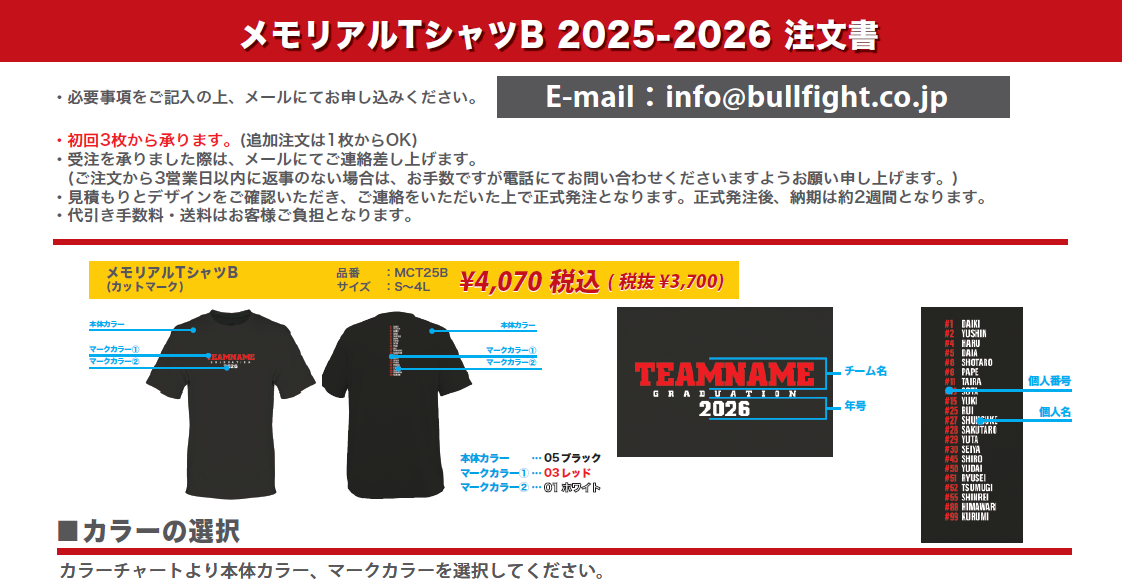 メモリアルTシャツB 2025-2026 注文書
・必要事項をご記入の上、メールにてお申し込みください。
E-mail：info@bullfight.co.jp
・初回3枚から承ります。(追加注文は1枚からOK)
・受注を承りました際は、メールにてご連絡差し上げます。
(ご注文から3営業日以内に返事のない場合は、お手数ですが電話にてお問い合わせくださいますようお願い申し上げます。)
・見積もりとデザインをご確認いただき、ご連絡をいただいた上で正式発注となります。正式発注後、納期は約2週間となります。
・代引き手数料・送料はお客様ご負担となります。
メモリアルTシャツB
(カットマーク)
品番 ：MCT25B
サイズ ：S〜4L
¥4,070 税込 ( 税抜 ¥3,700)
本体カラー
マークカラー①
マークカラー②
TEAMNAME
GRADUATION
2026
本体カラー
マークカラー①
マークカラー②
本体カラー …05 ブラック
マークカラー① …03 レッド
マークカラー② …01 ホワイト
TEAMNAME
GRADUATION
2026
チーム名
年号
#1 DAIKI
#2 YUSHIN
#4 HARU
#5 DAIA
SHOTARO
PAPE
TAIRA
#15 YUKI
#25 RUI
#27
#28 SAKUTARO
#29 YUTA
#30 SEIYA
#45 SHIRO
#50 YUDAI
#51 RYUSEI
#52 TSUMUGI
#55 SHINREI
#88 HIMAWARI
#99 KURUMI
個人番号
個人名
■カラーの選択
カラーチャートより本体カラー、マークカラーを選択してください。